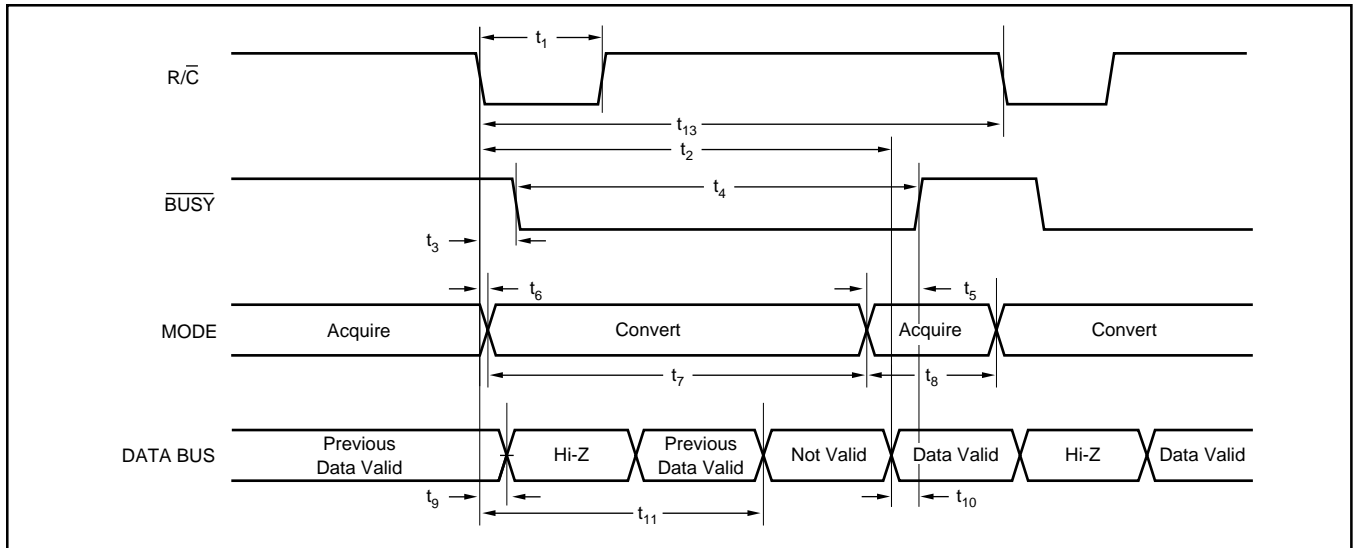 t1
R/C̅
t13
t2
B̅U̅S̅Y̅
t4
t3
t6
t5
MODE
Acquire
Convert
Acquire
Convert
t7
t8
DATA BUS
Previous
Data Valid
Hi-Z
Previous
Data Valid
Not Valid
Data Valid
Hi-Z
Data Valid
t9
t11
t10